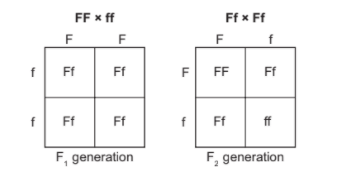 FF × ff
F F
f Ff Ff
f Ff Ff
F₁ generation
Ff × Ff
F f
F FF Ff
f Ff ff
F₂ generation